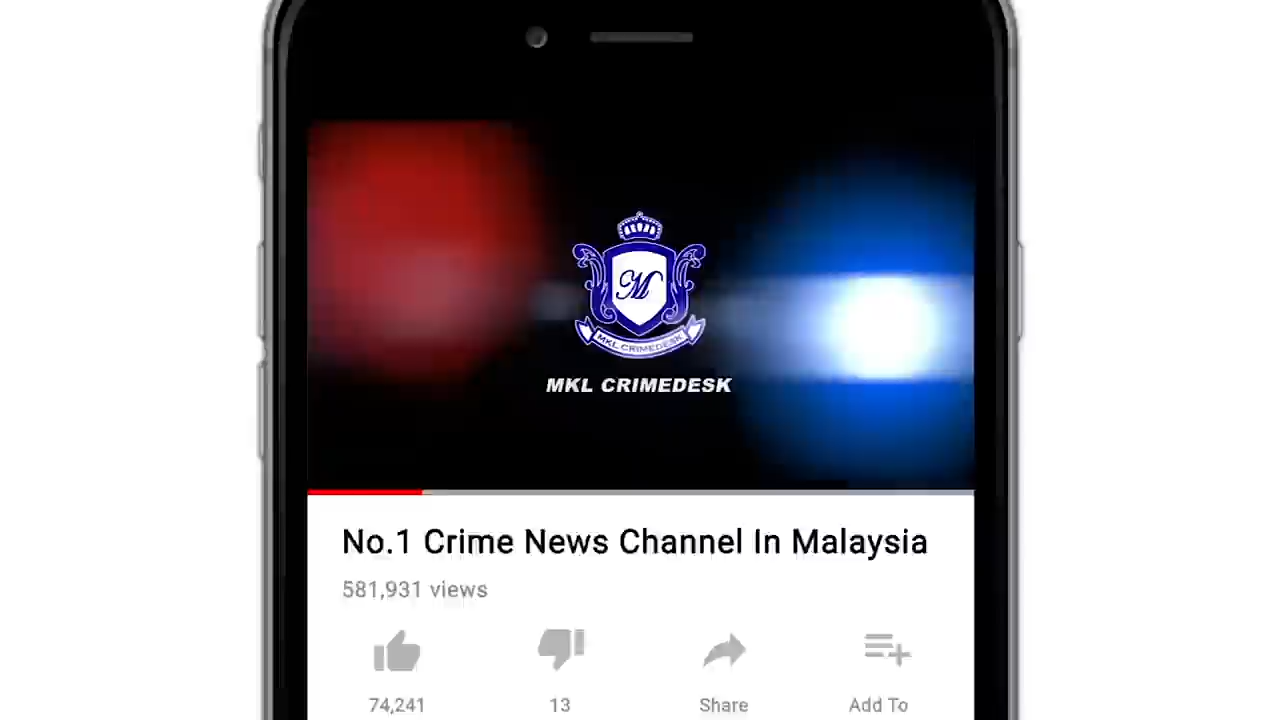 M
MKL CRIMEDESK
MKL CRIMEDESK
No.1 Crime News Channel In Malaysia
581,931 views
74,241
13
Share
Add To